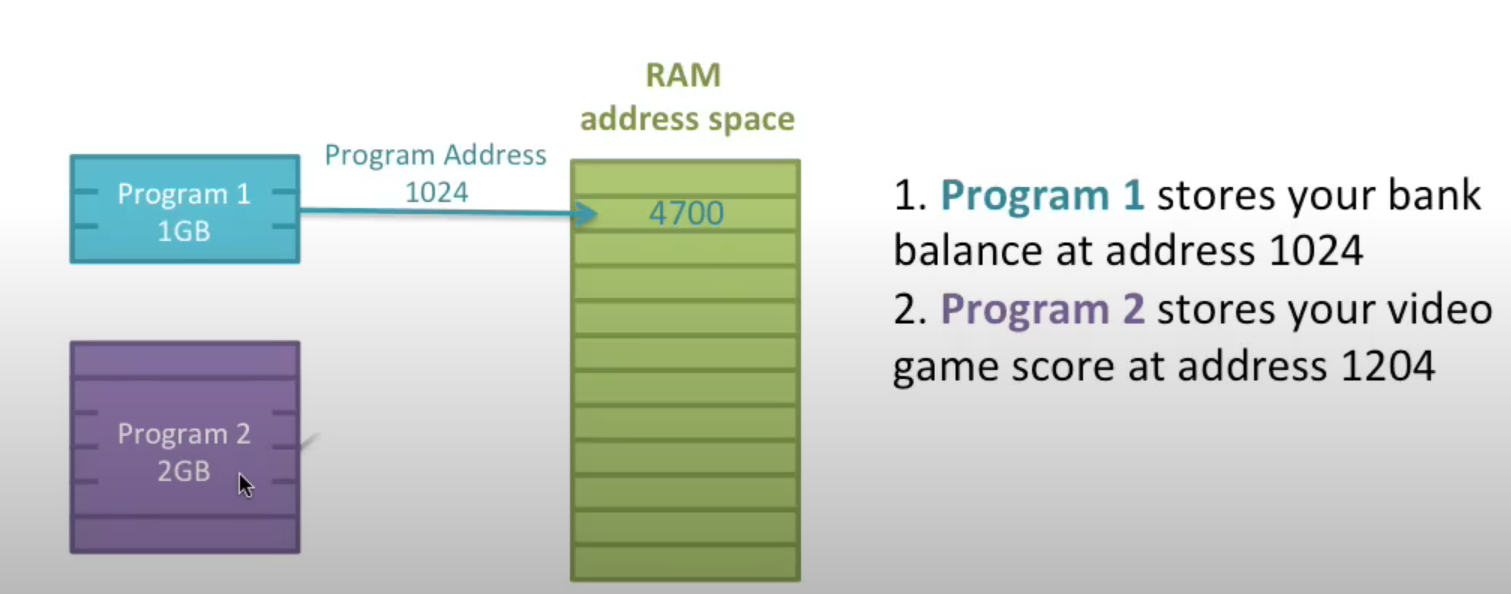 RAM
address space
Program Address
1024
Program 1
1GB
4700
Program 2
2GB
1. Program 1 stores your bank
balance at address 1024
2. Program 2 stores your video
game score at address 1204